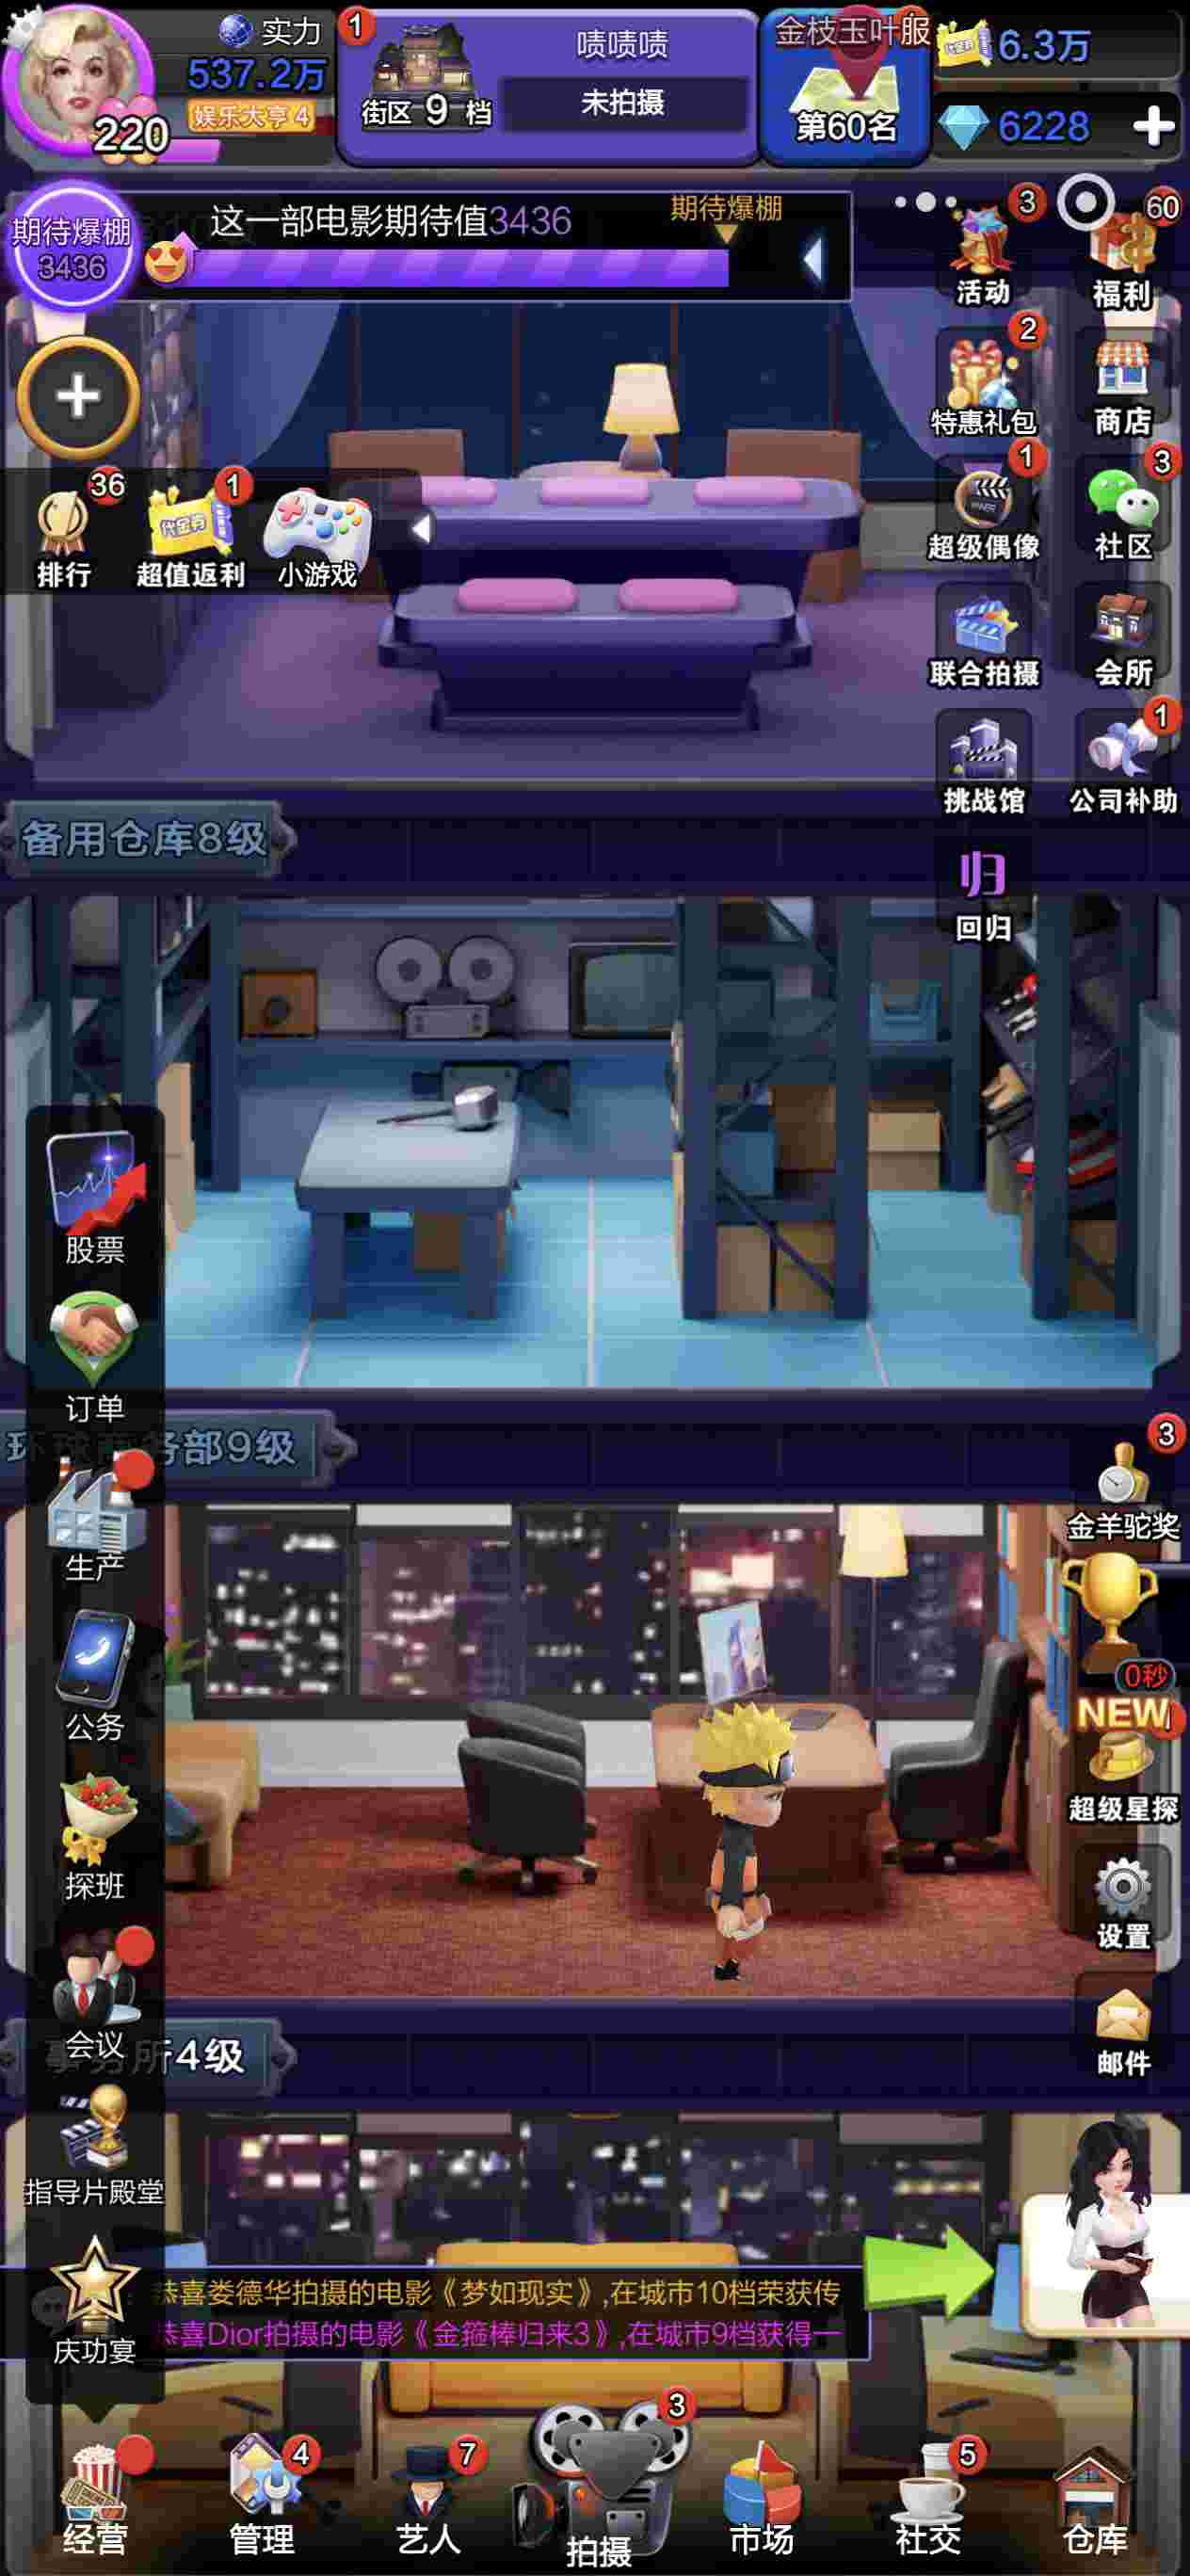 实力
537.2万
娱乐大亨 4
220
1
街区 9 档
啧啧啧
未拍摄
金枝玉叶服
第60名
代金券
6.3万
6228
期待爆棚
3436
这一部电影期待值3436
期待爆棚
3
活动
60
福利
2
特惠礼包
商店
36
排行
1
超值返利
小游戏
1
超级偶像
3
社区
联合拍摄
会所
挑战馆
1
公司补助
备用仓库8级
归
回归
股票
订单
务部9级
生产
3
金羊驼奖
0秒
NEW
超级星探
公务
探班
设置
会议
所4级
邮件
指导片殿堂
庆功宴
恭喜娄德华拍摄的电影《梦如现实》,在城市10档荣获传
恭喜Dior拍摄的电影《金箍棒归来3》,在城市9档获得一
经营
4
管理
7
艺人
3
拍摄
市场
5
社交
仓库